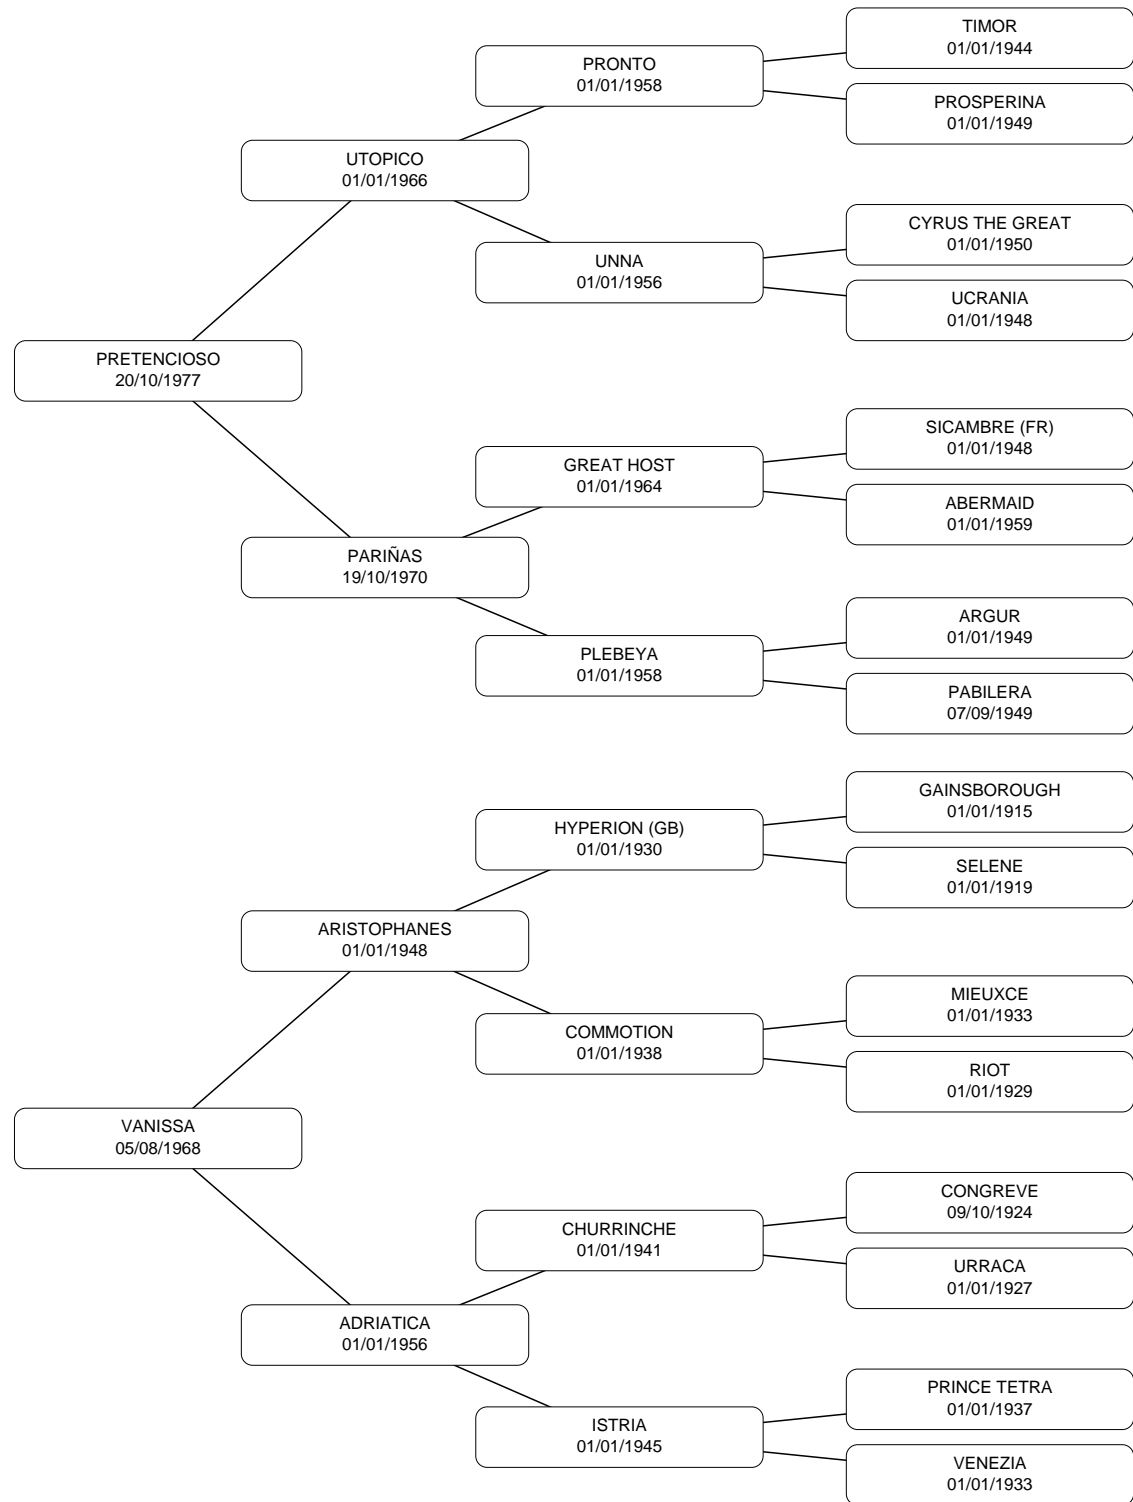 TIMOR
01/01/1944
PRONTO
01/01/1958
PROSPERINA
01/01/1949
UTOPICO
01/01/1966
CYRUS THE GREAT
01/01/1950
UNNA
01/01/1956
UCRANIA
01/01/1948
PRETENCIOSO
20/10/1977
SICAMBRE (FR)
01/01/1948
GREAT HOST
01/01/1964
ABERMAID
01/01/1959
PARIÑAS
19/10/1970
ARGUR
01/01/1949
PLEBEYA
01/01/1958
PABILERA
07/09/1949
GAINSBOROUGH
01/01/1915
HYPERION (GB)
01/01/1930
SELENE
01/01/1919
ARISTOPHANES
01/01/1948
MIEUXCE
01/01/1933
COMMOTION
01/01/1938
RIOT
01/01/1929
VANISSA
05/08/1968
CONGREVE
09/10/1924
CHURRINCHE
01/01/1941
URRACA
01/01/1927
ADRIATICA
01/01/1956
PRINCE TETRA
01/01/1937
ISTRIA
01/01/1945
VENEZIA
01/01/1933